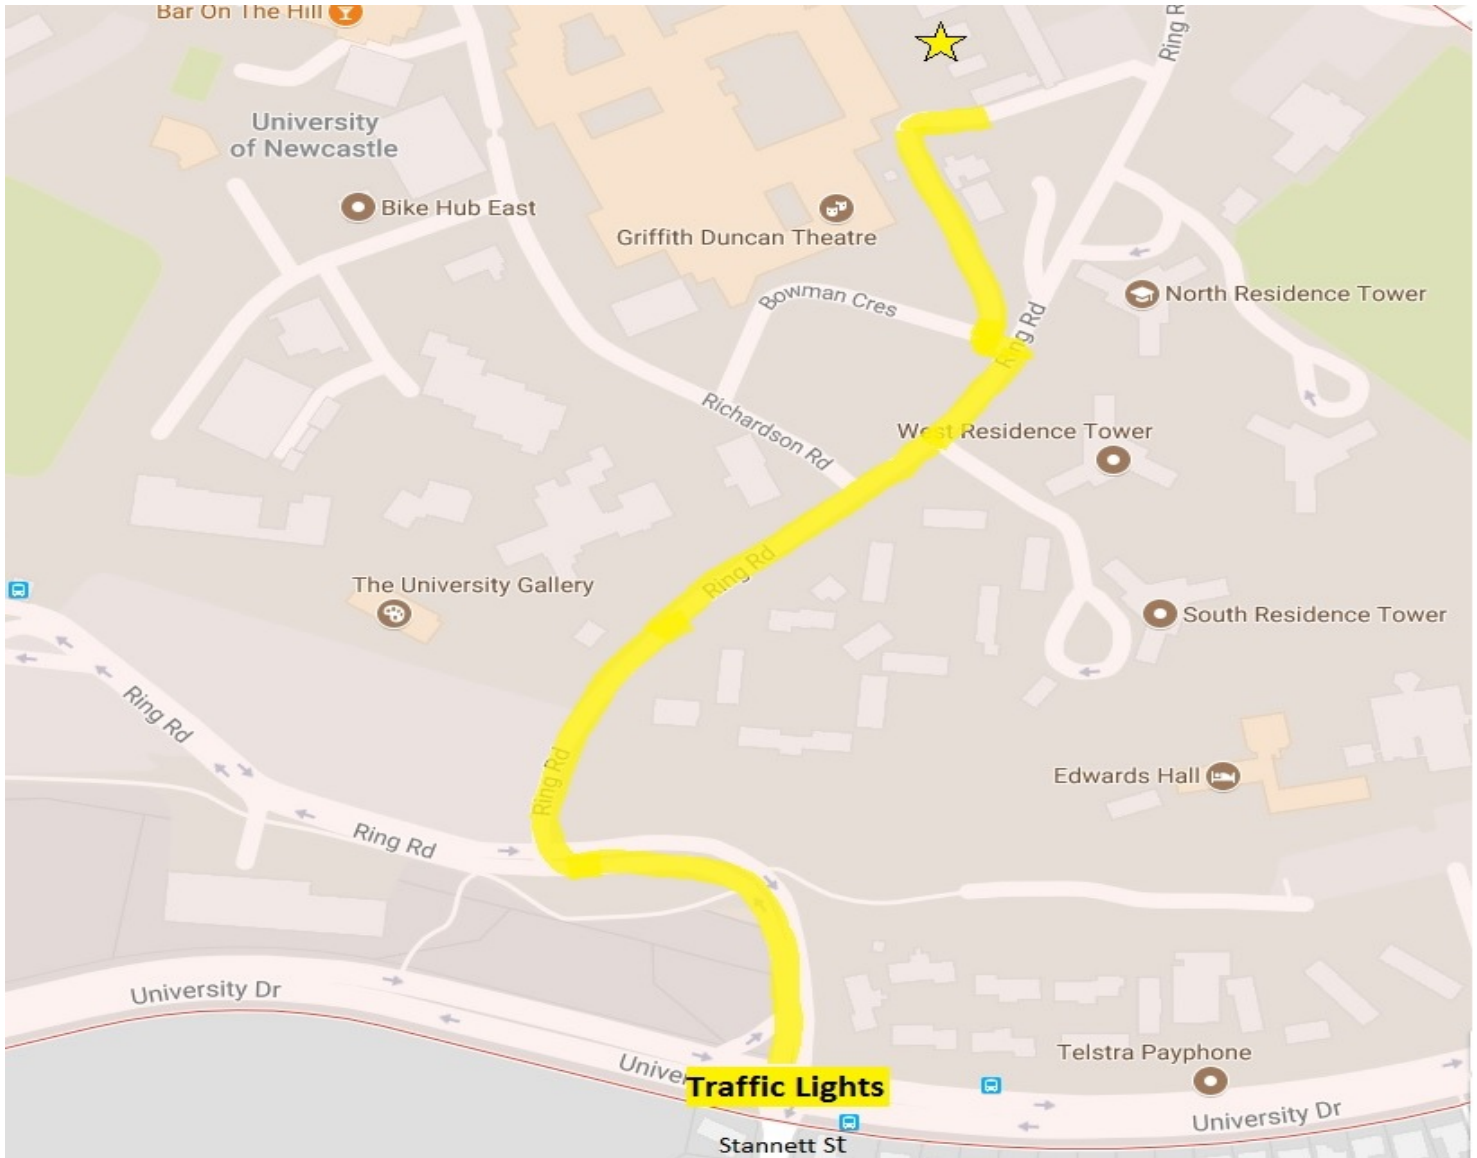 Bar On The Hill
Ring R
University
of Newcastle
Bike Hub East
Griffith Duncan Theatre
Bowman Cres
North Residence Tower
Ring Rd
Richardson Rd
West Residence Tower
Ring Rd
The University Gallery
South Residence Tower
Ring Rd
Ring Rd
Edwards Hall
Ring Rd
University Dr
Telstra Payphone
Univer
Traffic Lights
University Dr
Stannett St